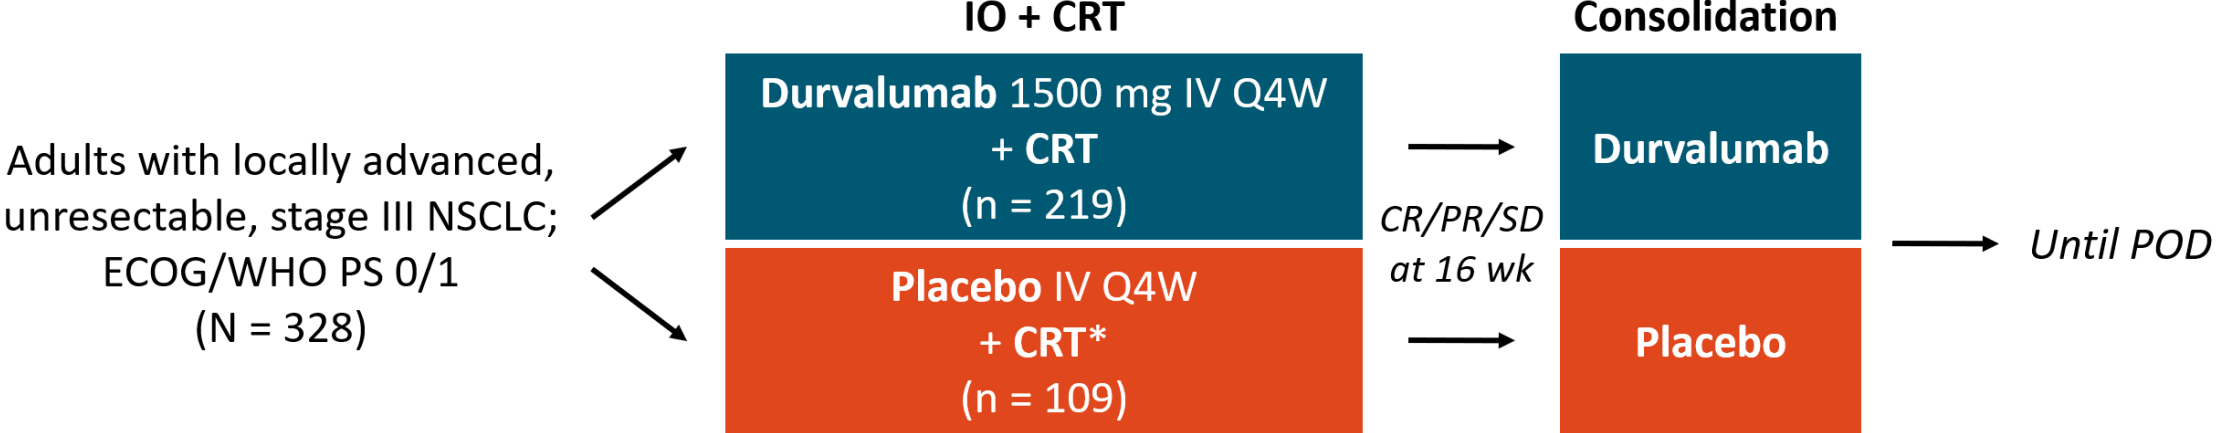 IO + CRT
Consolidation
Adults with locally advanced,
unresectable, stage III NSCLC;
ECOG/WHO PS 0/1
(N = 328)
Durvalumab 1500 mg IV Q4W
+ CRT
(n = 219)
Placebo IV Q4W
+ CRT*
(n = 109)
CR/PR/SD
at 16 wk
Durvalumab
Placebo
Until POD